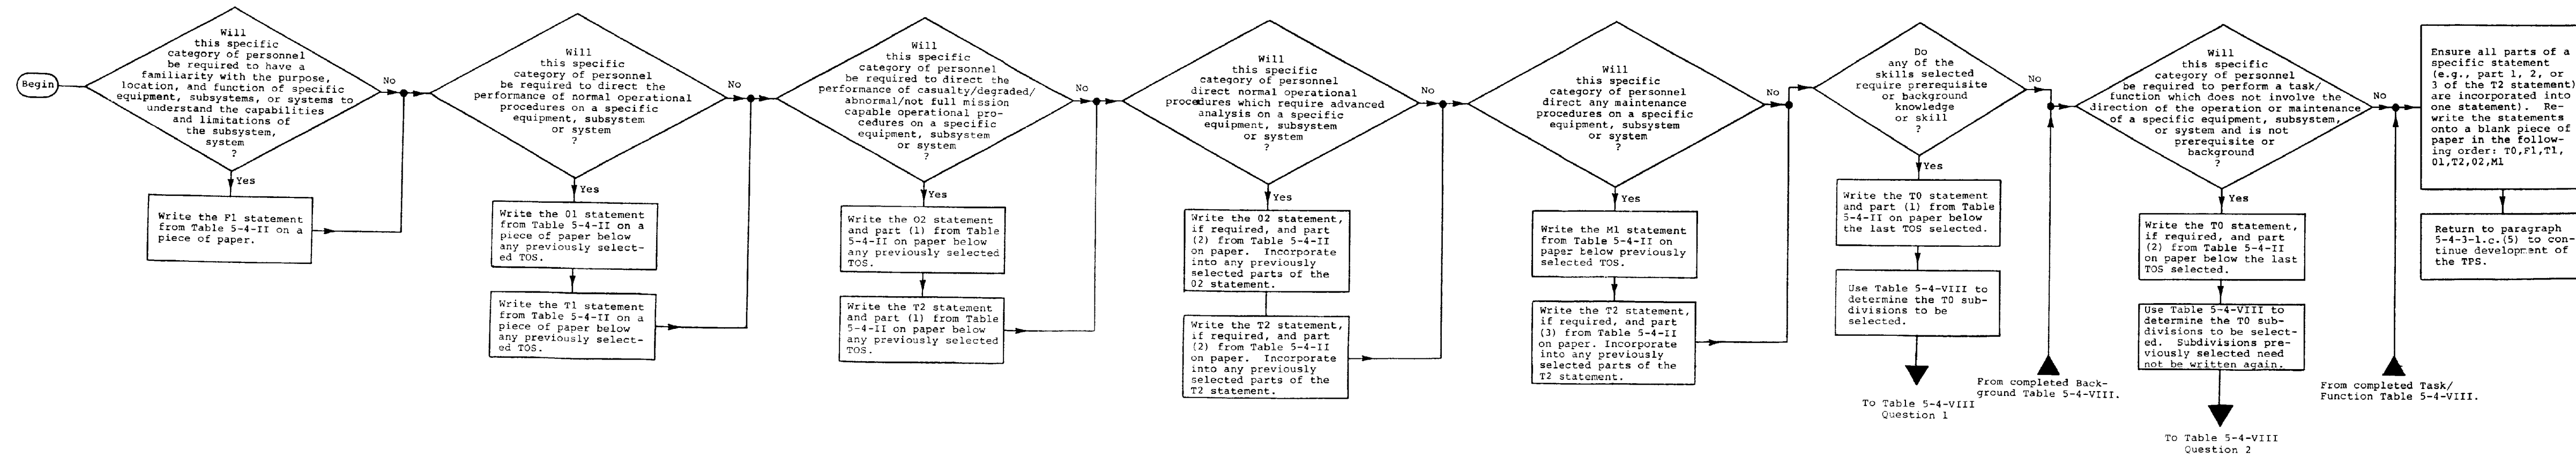 Begin
Will
this specific
category of personnel
be required to have a
familiarity with the purpose,
location, and function of specific
equipment, subsystems, or systems to
understand the capabilities
and limitations of
the subsystem,
system
?
No
Yes
Write the F1 statement
from Table 5-4-II on a
piece of paper.
Will
this specific
category of personnel
be required to direct the
performance of normal operational
procedures on a specific
equipment, subsystem
or system
?
No
Yes
Write the O1 statement
from Table 5-4-II on a
piece of paper below
any previously select-
ed TOS.
Write the T1 statement
from Table 5-4-II on a
piece of paper below
any previously select-
ed TOS.
Will
this specific
category of personnel
be required to direct the
performance of casualty/degraded/
abnormal/not full mission
capable operational pro-
cedures on a specific
equipment, subsystem
or system
?
No
Yes
Write the O2 statement
and part (1) from Table
5-4-II on paper below
any previously selected
TOS.
Write the T2 statement
and part (1) from Table
5-4-II on paper below
any previously selected
TOS.
Will
this specific
category of personnel
direct normal operational
procedures which require advanced
analysis on a specific
equipment, subsystem
or system
?
No
Yes
Write the O2 statement,
if required, and part
(2) from Table 5-4-II
on paper. Incorporate
into any previously
selected parts of the
O2 statement.
Write the T2 statement,
if required, and part
(2) from Table 5-4-II
on paper. Incorporate
into any previously
selected parts of the
T2 statement.
Will
this specific
category of personnel
direct any maintenance
procedures on a specific
equipment, subsystem
or system
?
No
Yes
Write the M1 statement
from Table 5-4-II on
paper below previously
selected TOS.
Write the T2 statement,
if required, and part
(3) from Table 5-4-II
on paper. Incorporate
into any previously
selected parts of the
T2 statement.
Do
any of the
skills selected
require prerequisite
or background
knowledge
or skill
?
No
Yes
Write the T0 statement
and part (1) from Table
5-4-II on paper below
the last TOS selected.
Use Table 5-4-VIII to
determine the T0 sub-
divisions to be
selected.
To Table 5-4-VIII
Question 1
From completed Back-
ground Table 5-4-VIII.
Will
this specific
category of personnel
be required to perform a task/
function which does not involve the
direction of the operation or maintenance
of a specific equipment, subsystem,
or system and is not
prerequisite or
background
?
No
Yes
Write the T0 statement,
if required, and part
(2) from Table 5-4-II
on paper below the last
TOS selected.
Use Table 5-4-VIII to
determine the T0 sub-
divisions to be select-
ed. Subdivisions pre-
viously selected need
not be written again.
To Table 5-4-VIII
Question 2
From completed Task/
Function Table 5-4-VIII.
Ensure all parts of a
specific statement
(e.g., part 1, 2, or
3 of the T2 statement)
are incorporated into
one statement). Re-
write the statements
onto a blank piece of
paper in the follow-
ing order: T0,F1,T1,
O1,T2,O2,M1
Return to paragraph
5-4-3-1.c.(5) to con-
tinue development of
the TPS.